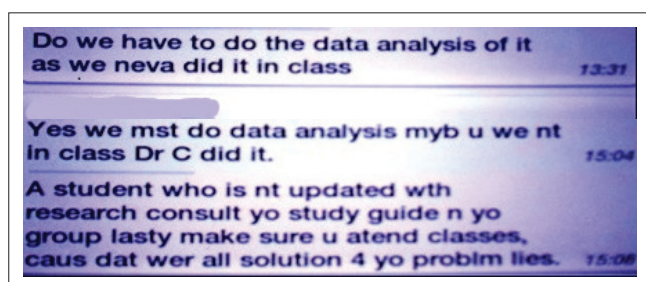 Do we have to do the data analysis of it
as we neva did it in class
13:31
Yes we mst do data analysis myb u we nt
in class Dr C did it.
15:04
A student who is nt updated wth
research consult yo study guide n yo
group lasty make sure u atend classes,
caus dat wer all solution 4 yo problm lies.
15:06